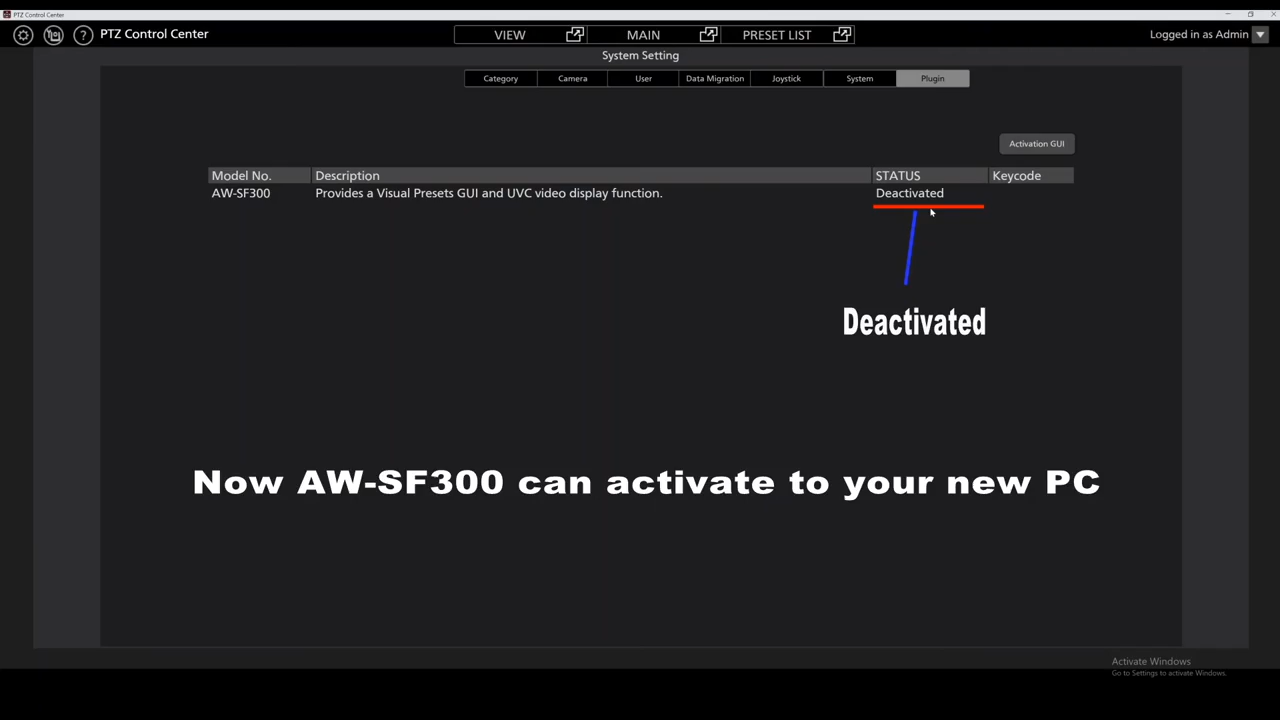 PTZ Control Center
PTZ Control Center
VIEW
MAIN
PRESET LIST
Logged in as Admin
System Setting
Category
Camera
User
Data Migration
Joystick
System
Plugin
Activation GUI
Model No. Description STATUS Keycode
AW-SF300 Provides a Visual Presets GUI and UVC video display function. Deactivated
Deactivated
Now AW-SF300 can activate to your new PC
Activate Windows
Go to Settings to activate Windows.